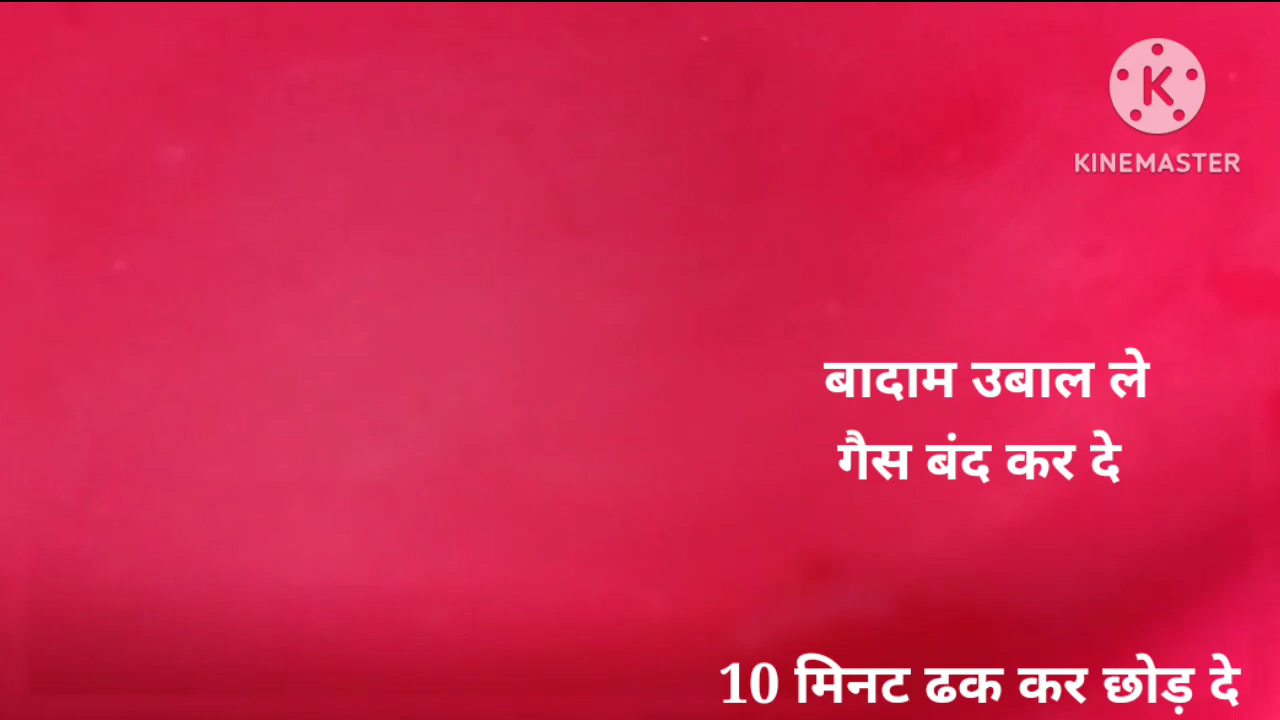 KINEMASTER
बादाम उबाल ले
गैस बंद कर दे
10 मिनट ढक कर छोड़ दे